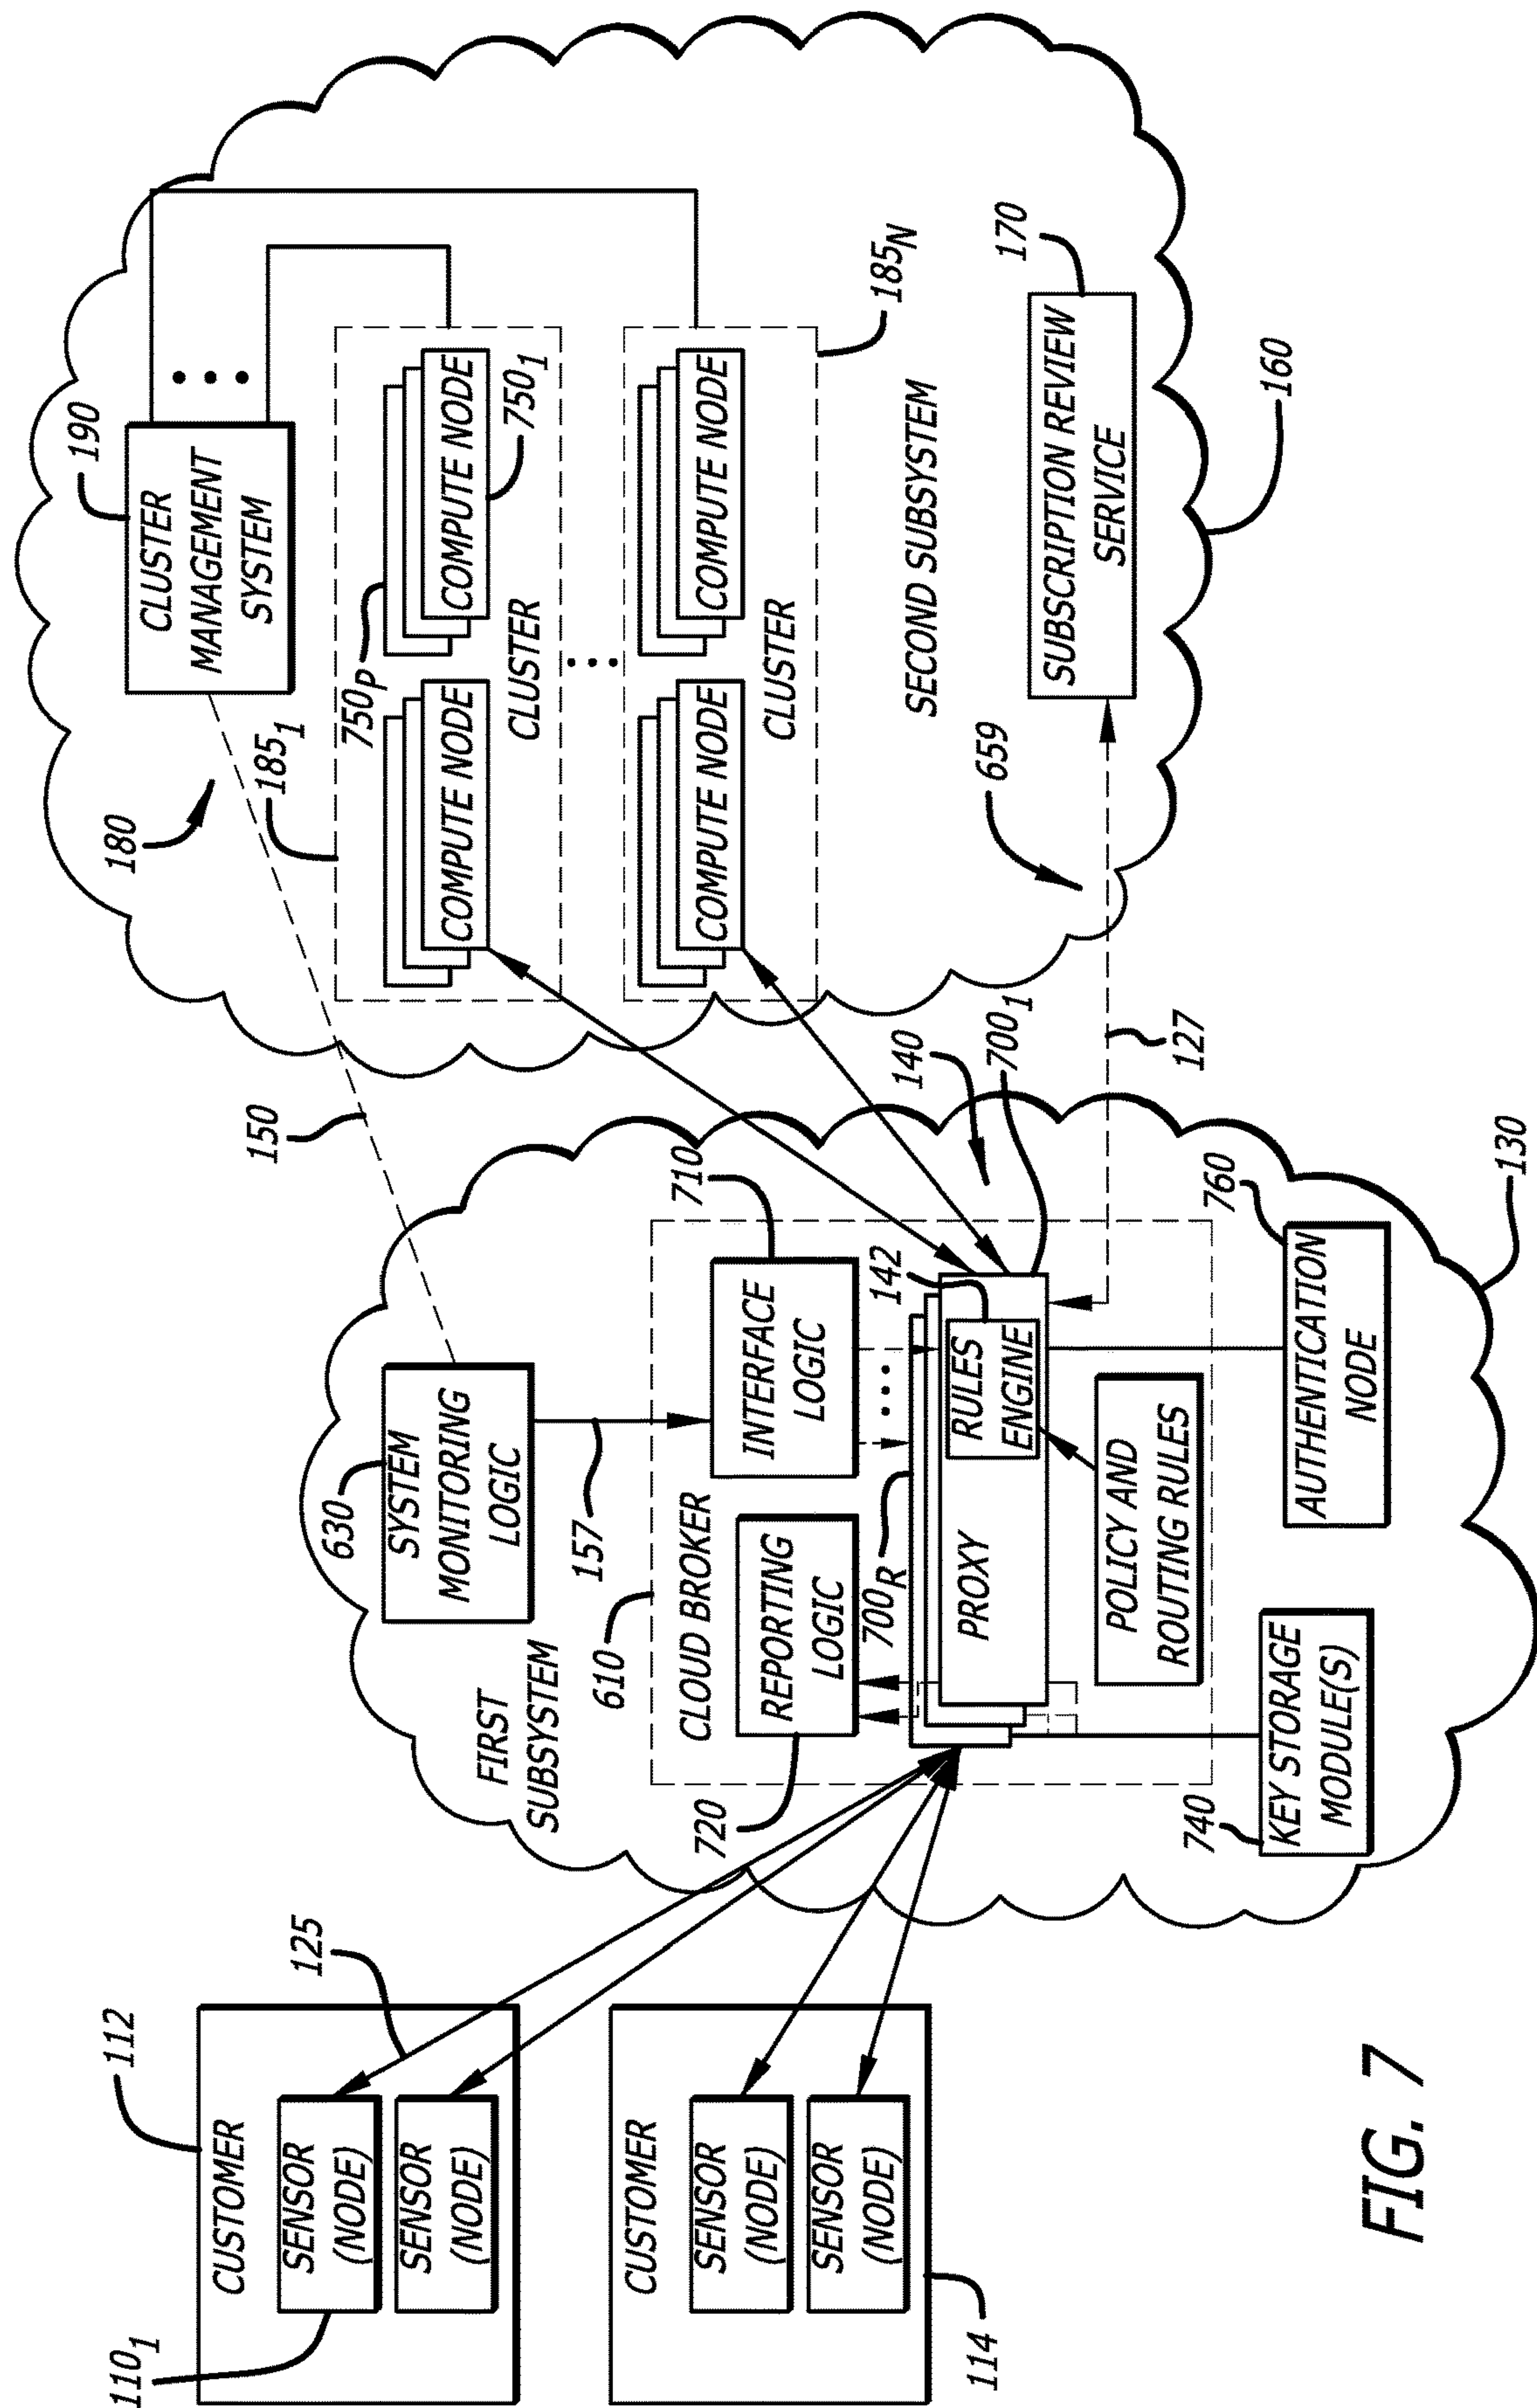 110₁
112
CUSTOMER
SENSOR
(NODE)
SENSOR
(NODE)
125
CUSTOMER
SENSOR
(NODE)
SENSOR
(NODE)
114
FIRST
SUBSYSTEM
630
SYSTEM
MONITORING
LOGIC
150
157
610
CLOUD BROKER
720
REPORTING
LOGIC
710
INTERFACE
LOGIC
700R
142
140
700₁
PROXY
RULES
ENGINE
POLICY AND
ROUTING RULES
740
KEY STORAGE
MODULE(S)
760
AUTHENTICATION
NODE
130
127
180
190
CLUSTER
MANAGEMENT
SYSTEM
185₁
750P
COMPUTE NODE
COMPUTE NODE
750₁
CLUSTER
COMPUTE NODE
COMPUTE NODE
CLUSTER
185N
SECOND SUBSYSTEM
659
SUBSCRIPTION REVIEW
SERVICE
170
160
FIG. 7